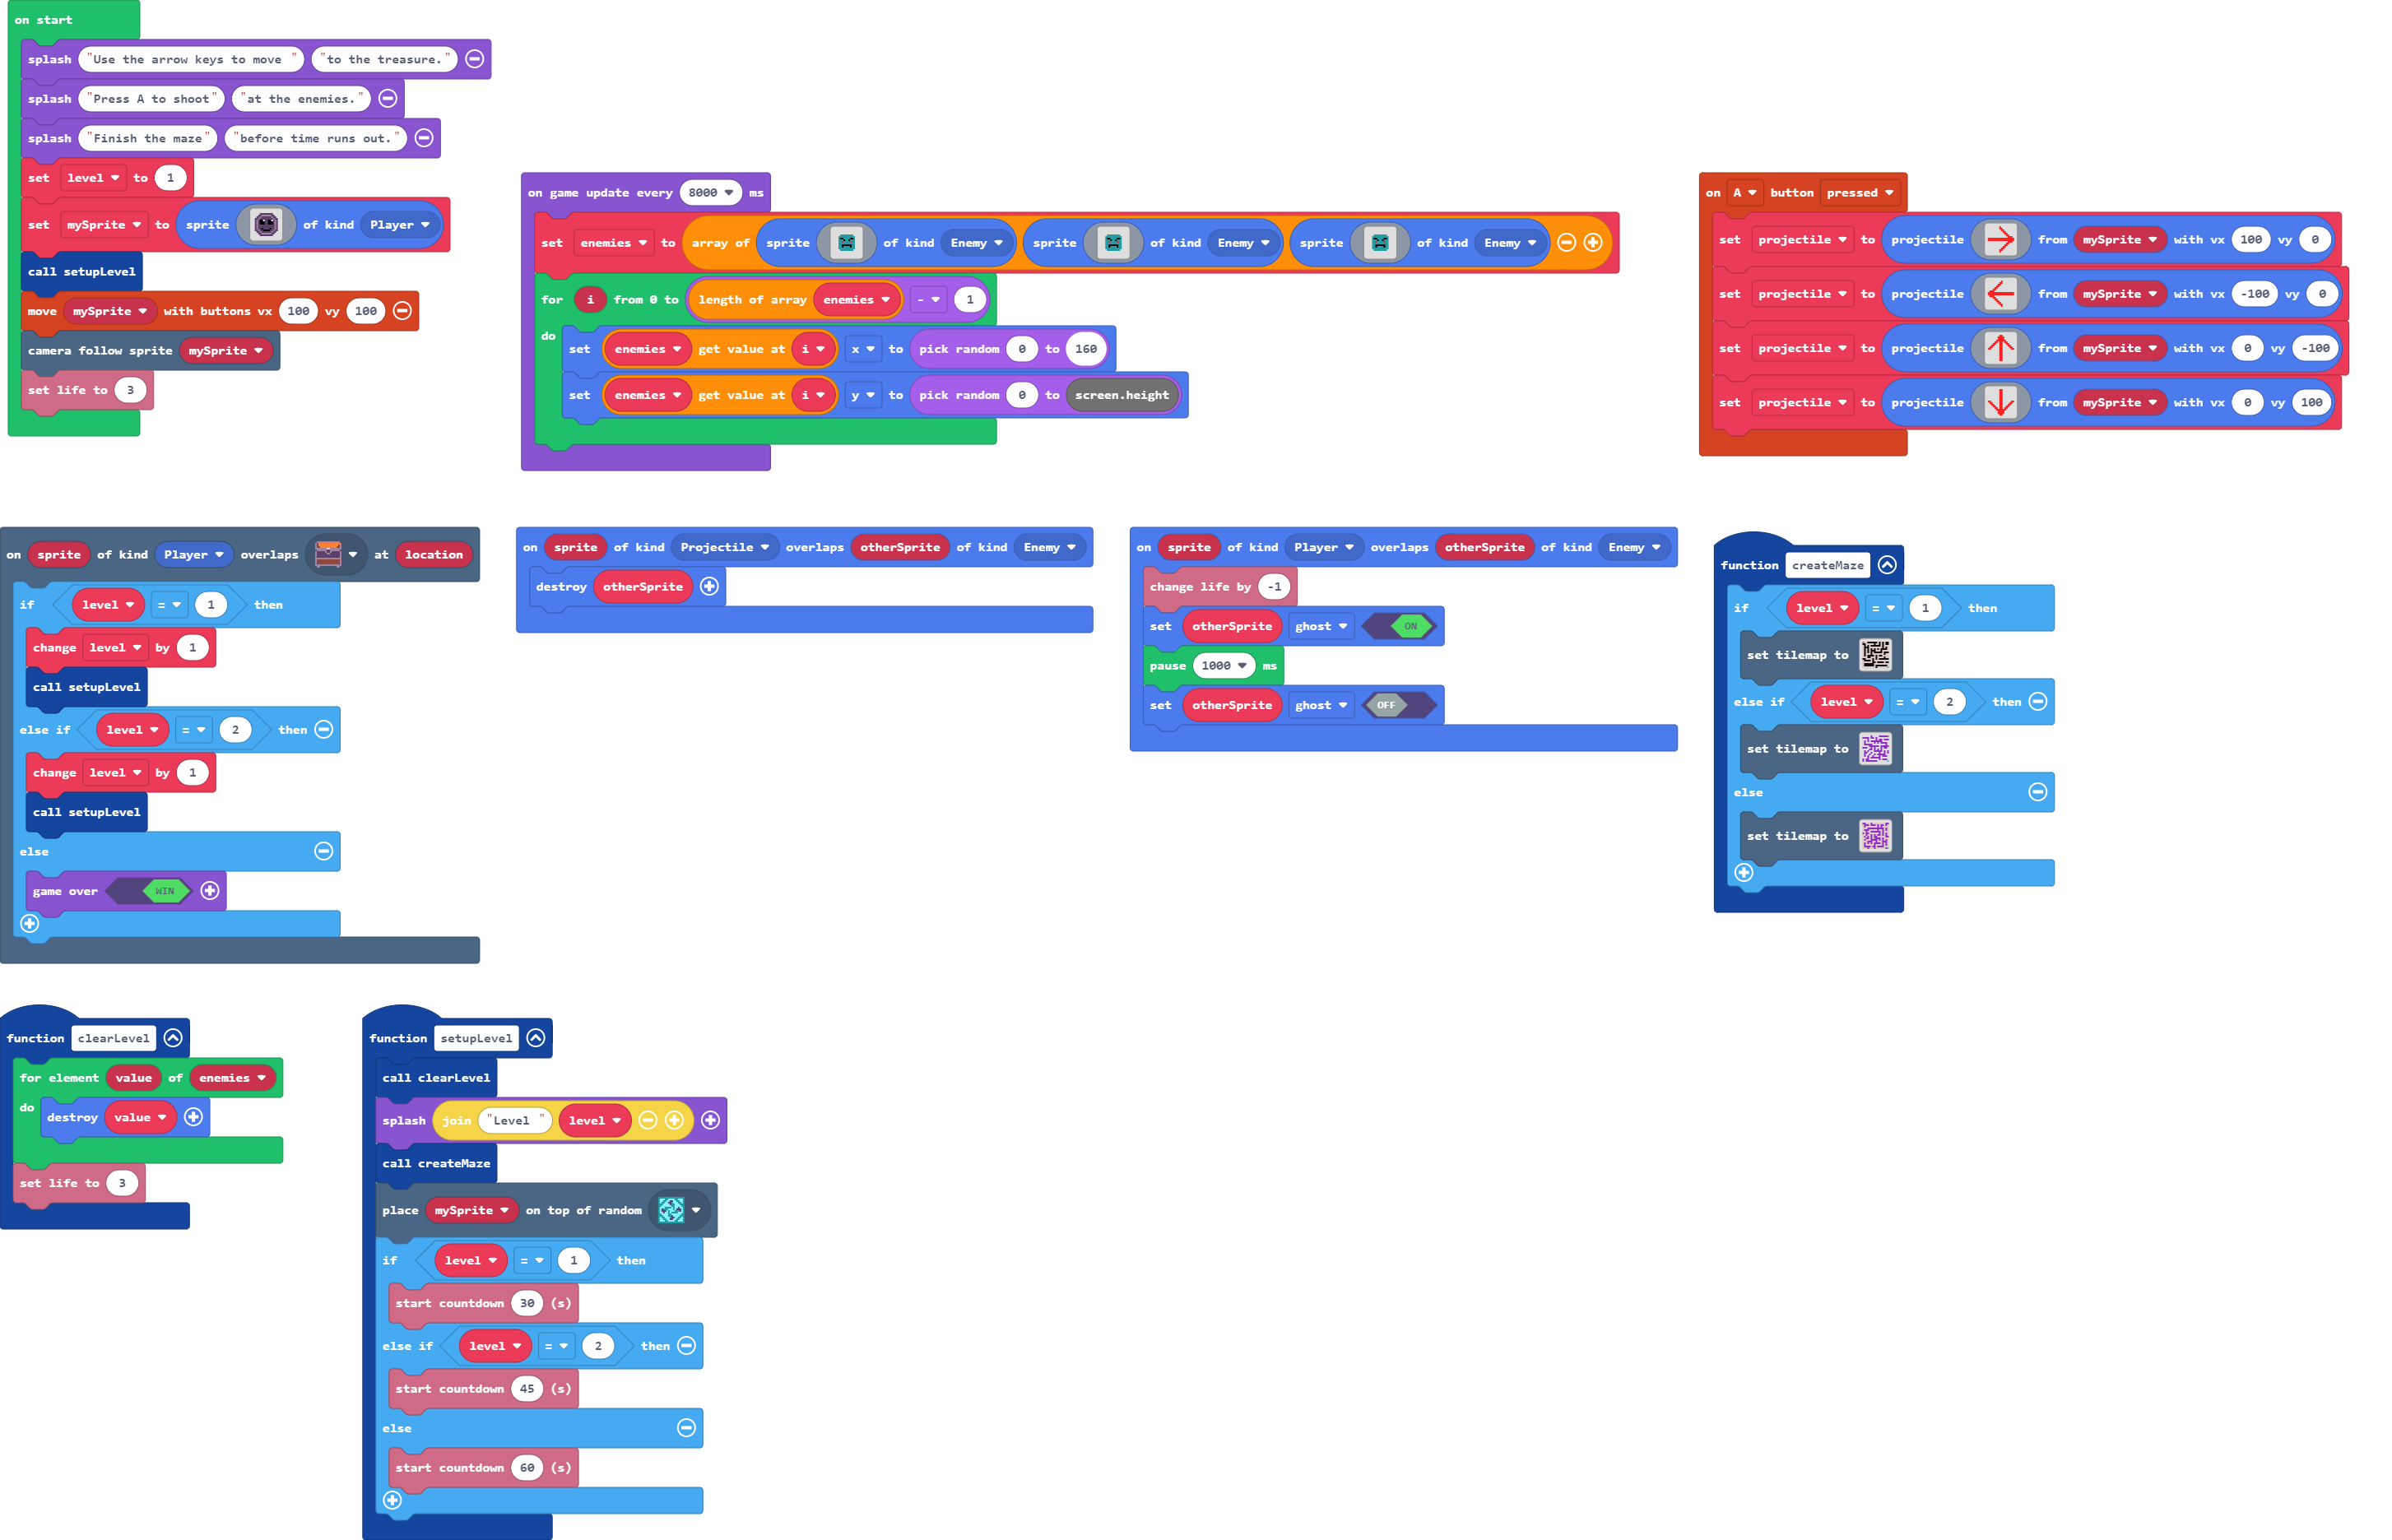 on start
splash "Use the arrow keys to move " "to the treasure."
splash "Press A to shoot" "at the enemies."
splash "Finish the maze" "before time runs out."
set level to 1
set mySprite to sprite of kind Player
call setupLevel
move mySprite with buttons vx 100 vy 100
camera follow sprite mySprite
set life to 3
on game update every 8000 ms
set enemies to array of sprite of kind Enemy sprite of kind Enemy sprite of kind Enemy
for i from 0 to length of array enemies - 1
do
set enemies get value at i x to pick random 0 to 160
set enemies get value at i y to pick random 0 to screen.height
on A button pressed
set projectile to projectile from mySprite with vx 100 vy 0
set projectile to projectile from mySprite with vx -100 vy 0
set projectile to projectile from mySprite with vx 0 vy -100
set projectile to projectile from mySprite with vx 0 vy 100
on sprite of kind Player overlaps at location
if level = 1 then
change level by 1
call setupLevel
else if level = 2 then
change level by 1
call setupLevel
else
game over WIN
on sprite of kind Projectile overlaps otherSprite of kind Enemy
destroy otherSprite
on sprite of kind Player overlaps otherSprite of kind Enemy
change life by -1
set otherSprite ghost ON
pause 1000 ms
set otherSprite ghost OFF
function createMaze
if level = 1 then
set tilemap to
else if level = 2 then
set tilemap to
else
set tilemap to
function clearLevel
for element value of enemies
do destroy value
set life to 3
function setupLevel
call clearLevel
splash join "Level " level
call createMaze
place mySprite on top of random
if level = 1 then
start countdown 30 (s)
else if level = 2 then
start countdown 45 (s)
else
start countdown 60 (s)